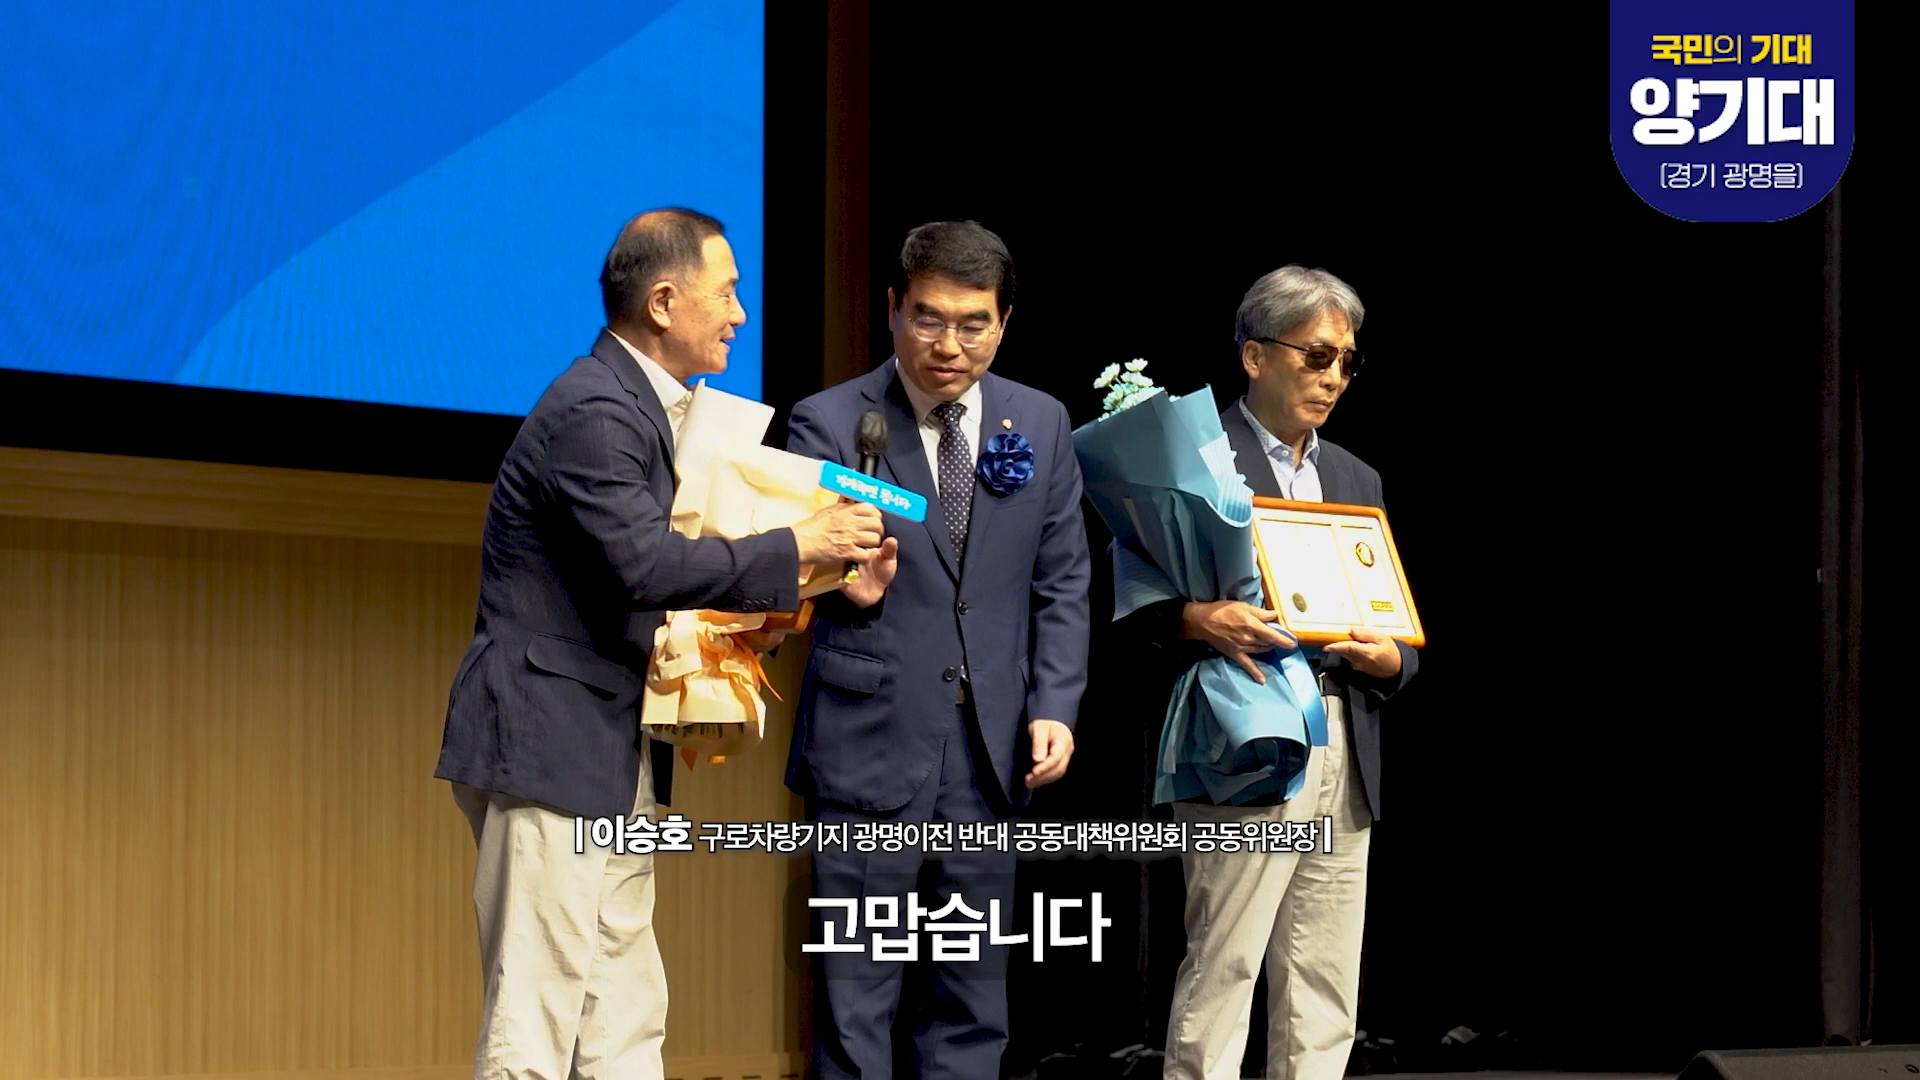 국민의 기대
양기대
(경기 광명을)
| 이승호 구로차량기지 광명이전 반대 공동대책위원회 공동위원장 |
고맙습니다